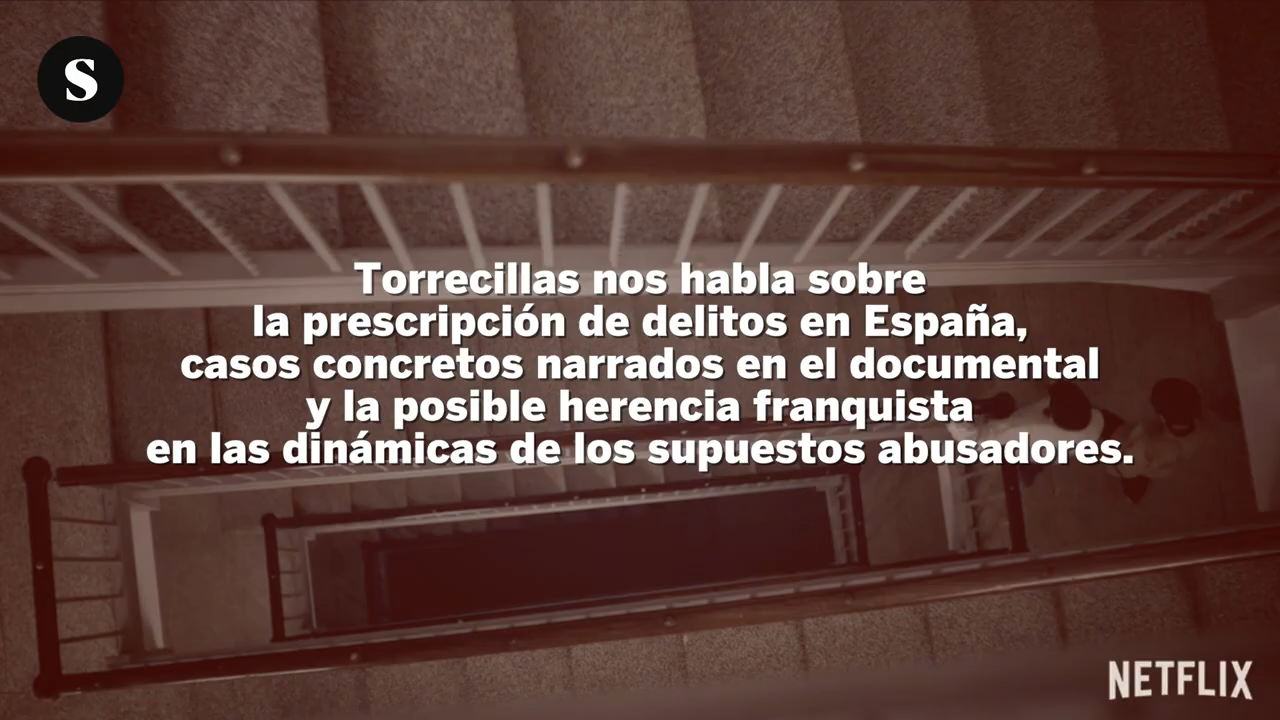 S
Torrecillas nos habla sobre
la prescripción de delitos en España,
casos concretos narrados en el documental
y la posible herencia franquista
en las dinámicas de los supuestos abusadores.
NETFLIX